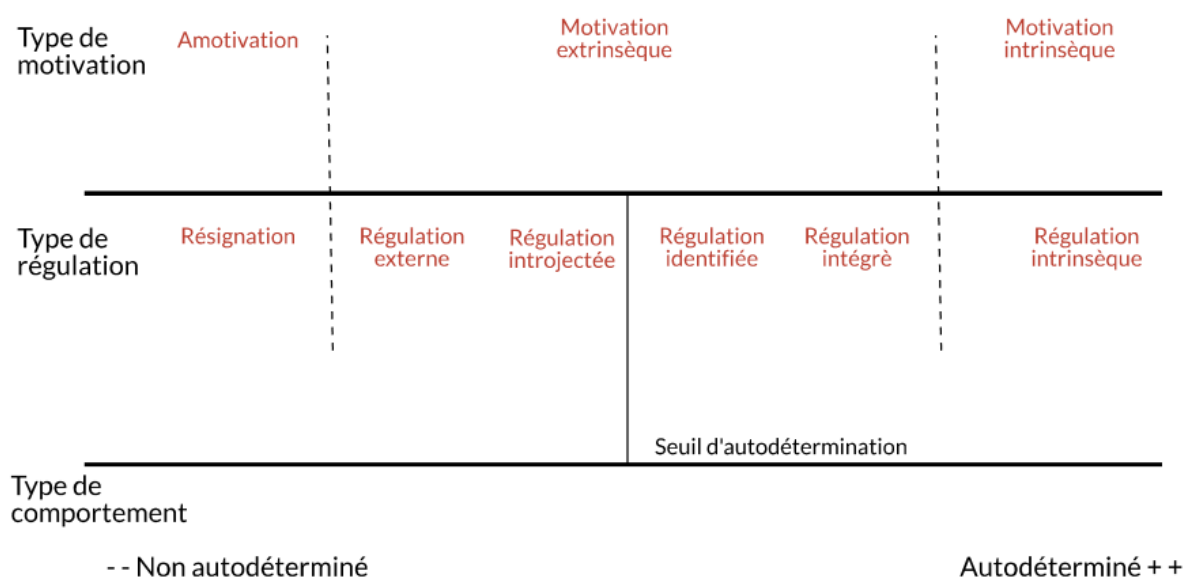 Type de
motivation
Amotivation
Motivation
extrinsèque
Motivation
intrinsèque
Type de
régulation
Résignation
Régulation
externe
Régulation
introjectée
Régulation
identifiée
Régulation
intégrè
Régulation
intrinsèque
Seuil d'autodétermination
Type de
comportement
- - Non autodéterminé
Autodéterminé + +